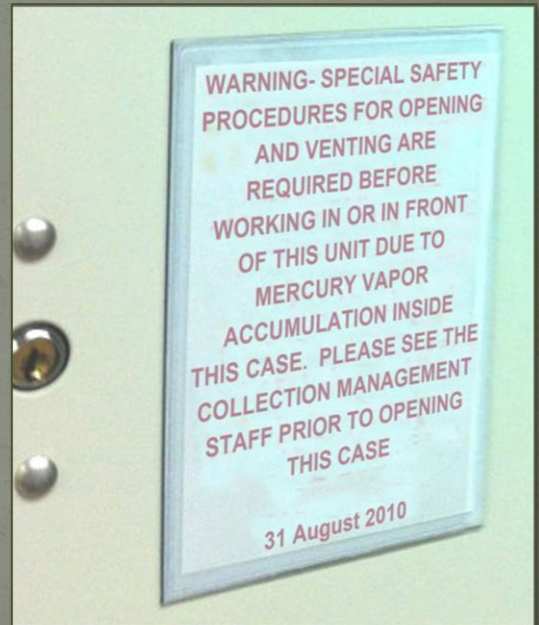 WARNING- SPECIAL SAFETY
PROCEDURES FOR OPENING
AND VENTING ARE
REQUIRED BEFORE
WORKING IN OR IN FRONT
OF THIS UNIT DUE TO
MERCURY VAPOR
ACCUMULATION INSIDE
THIS CASE. PLEASE SEE THE
COLLECTION MANAGEMENT
STAFF PRIOR TO OPENING
THIS CASE
31 August 2010